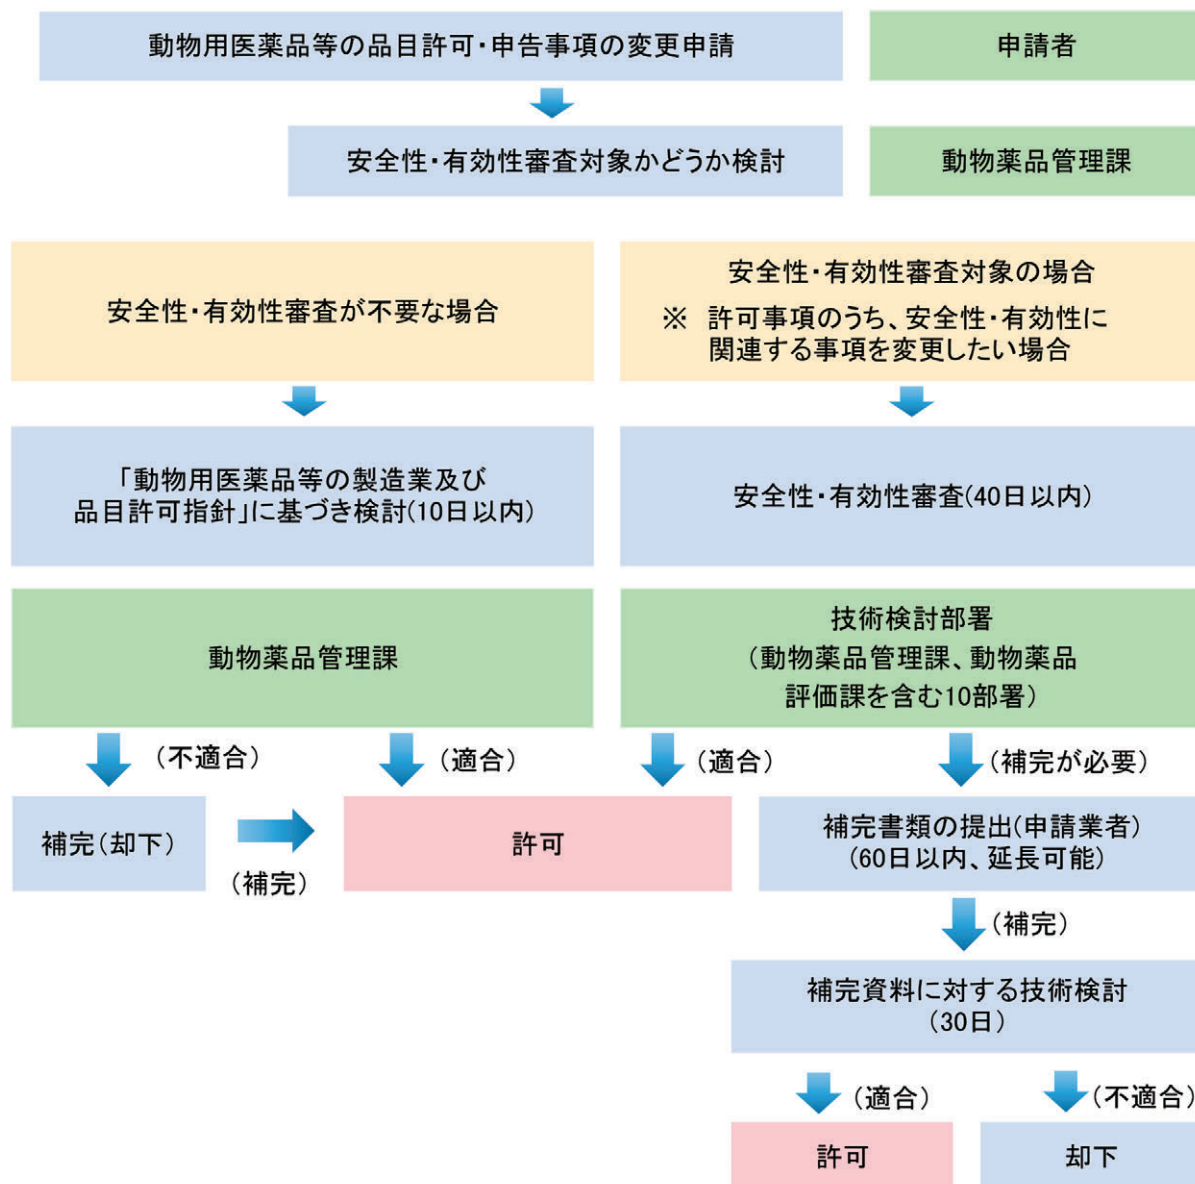 動物用医薬品等の品目許可・申告事項の変更申請
申請者
安全性・有効性審査対象かどうか検討
動物薬品管理課
安全性・有効性審査が不要な場合
安全性・有効性審査対象の場合
※ 許可事項のうち、安全性・有効性に
関連する事項を変更したい場合
「動物用医薬品等の製造業及び
品目許可指針」に基づき検討(10日以内)
安全性・有効性審査(40日以内)
動物薬品管理課
技術検討部署
(動物薬品管理課、動物薬品
評価課を含む10部署)
(不適合)
(適合)
(適合)
(補完が必要)
補完(却下)
(補完)
許可
補完書類の提出(申請業者)
(60日以内、延長可能)
(補完)
補完資料に対する技術検討
(30日)
(適合)
(不適合)
許可
却下